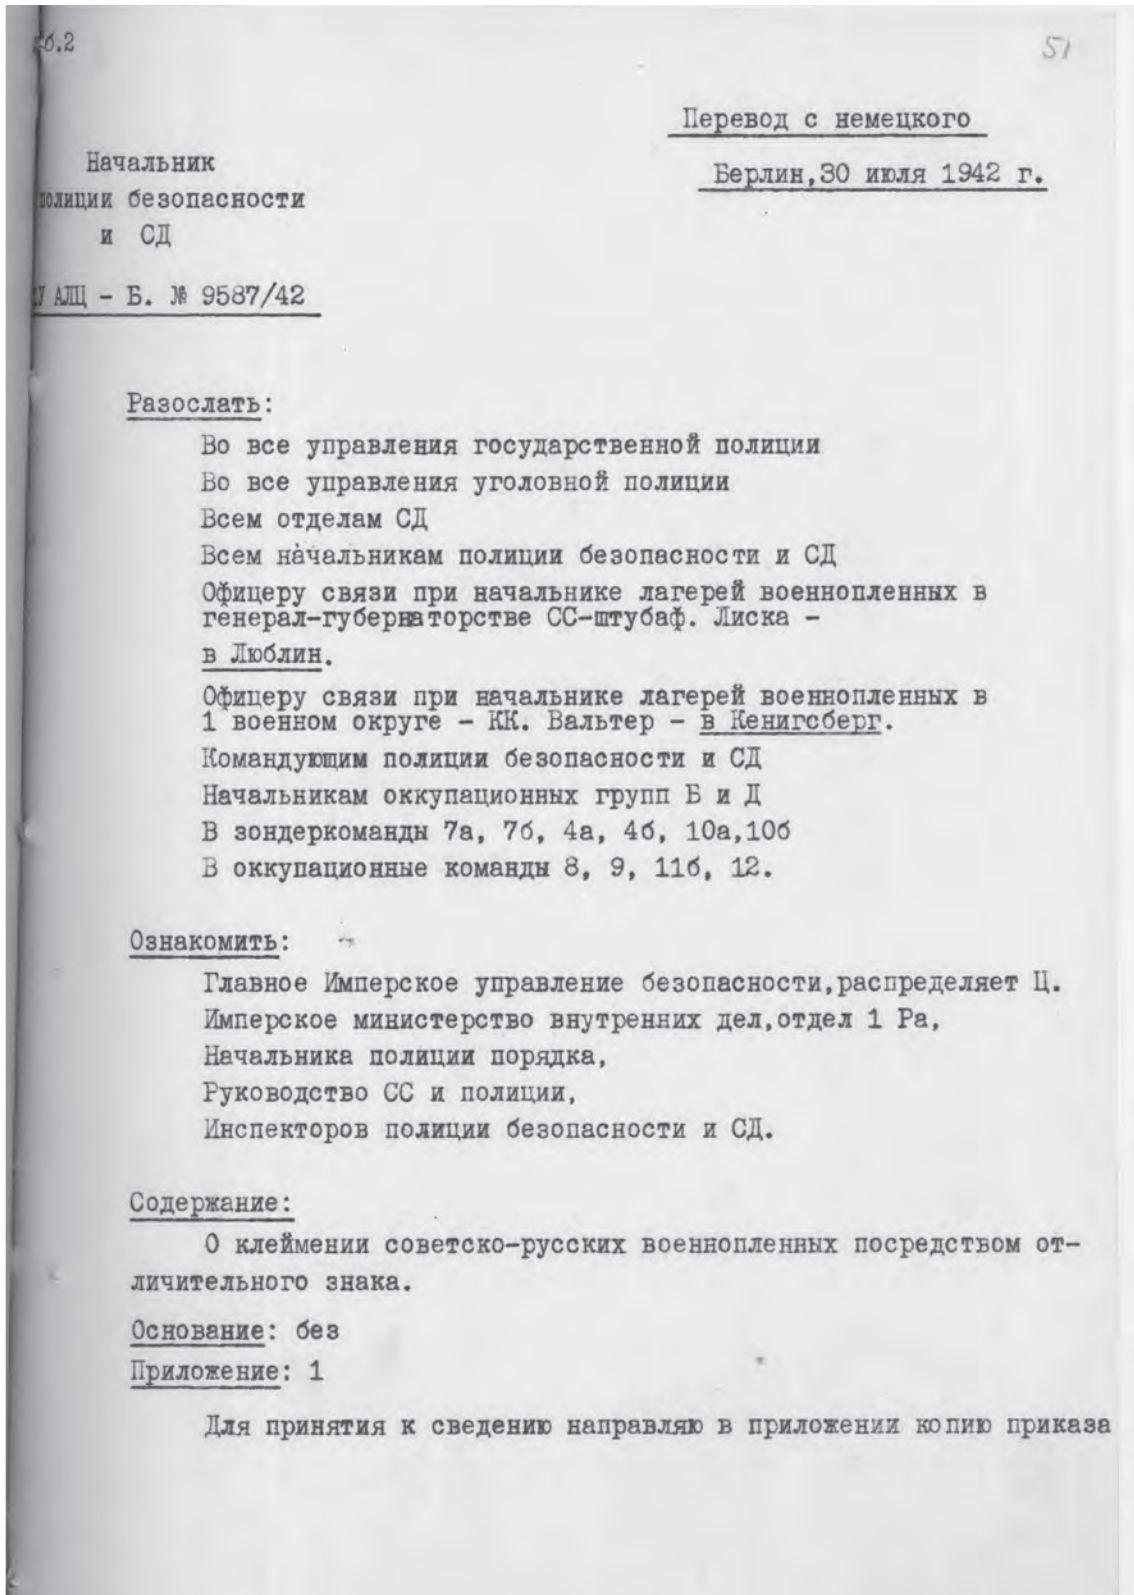 б.2
51
Перевод с немецкого
Берлин,30 июля 1942 г.
Начальник
полиции безопасности
и СД
АЛЦ - Б. № 9587/42
Разослать:
Во все управления государственной полиции
Во все управления уголовной полиции
Всем отделам СД
Всем начальникам полиции безопасности и СД
Офицеру связи при начальнике лагерей военнопленных в
генерал-губернаторстве СС-штубаф. Лиска -
в Люблин.
Офицеру связи при начальнике лагерей военнопленных в
1 военном округе - КК. Вальтер - в Кенигсберг.
Командующим полиции безопасности и СД
Начальникам оккупационных групп Б и Д
В зондеркоманды 7а, 7б, 4а, 4б, 10а,10б
В оккупационные команды 8, 9, 11б, 12.
Ознакомить:
Главное Имперское управление безопасности,распределяет Ц.
Имперское министерство внутренних дел,отдел 1 Ра,
Начальника полиции порядка,
Руководство СС и полиции,
Инспекторов полиции безопасности и СД.
Содержание:
О клеймении советско-русских военнопленных посредством от-
личительного знака.
Основание: без
Приложение: 1
Для принятия к сведению направляю в приложении копию приказа